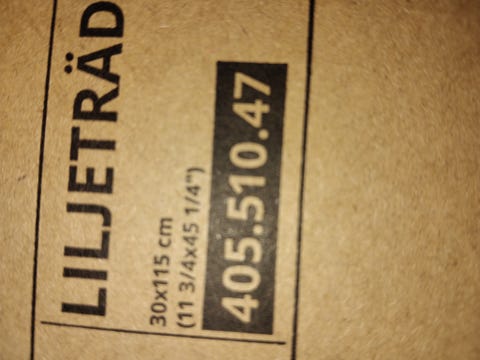 LILJETRÄD
30x115 cm
(11 3/4x45 1/4")
405.510.47